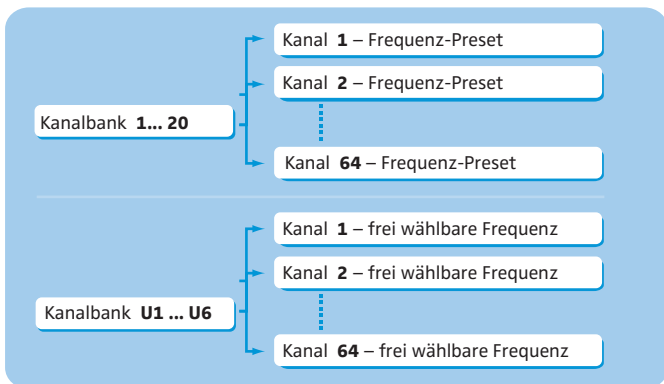 Kanal 1 – Frequenz-Preset
Kanal 2 – Frequenz-Preset
Kanalbank 1... 20
Kanal 64 – Frequenz-Preset
Kanal 1 – frei wählbare Frequenz
Kanal 2 – frei wählbare Frequenz
Kanalbank U1 ... U6
Kanal 64 – frei wählbare Frequenz